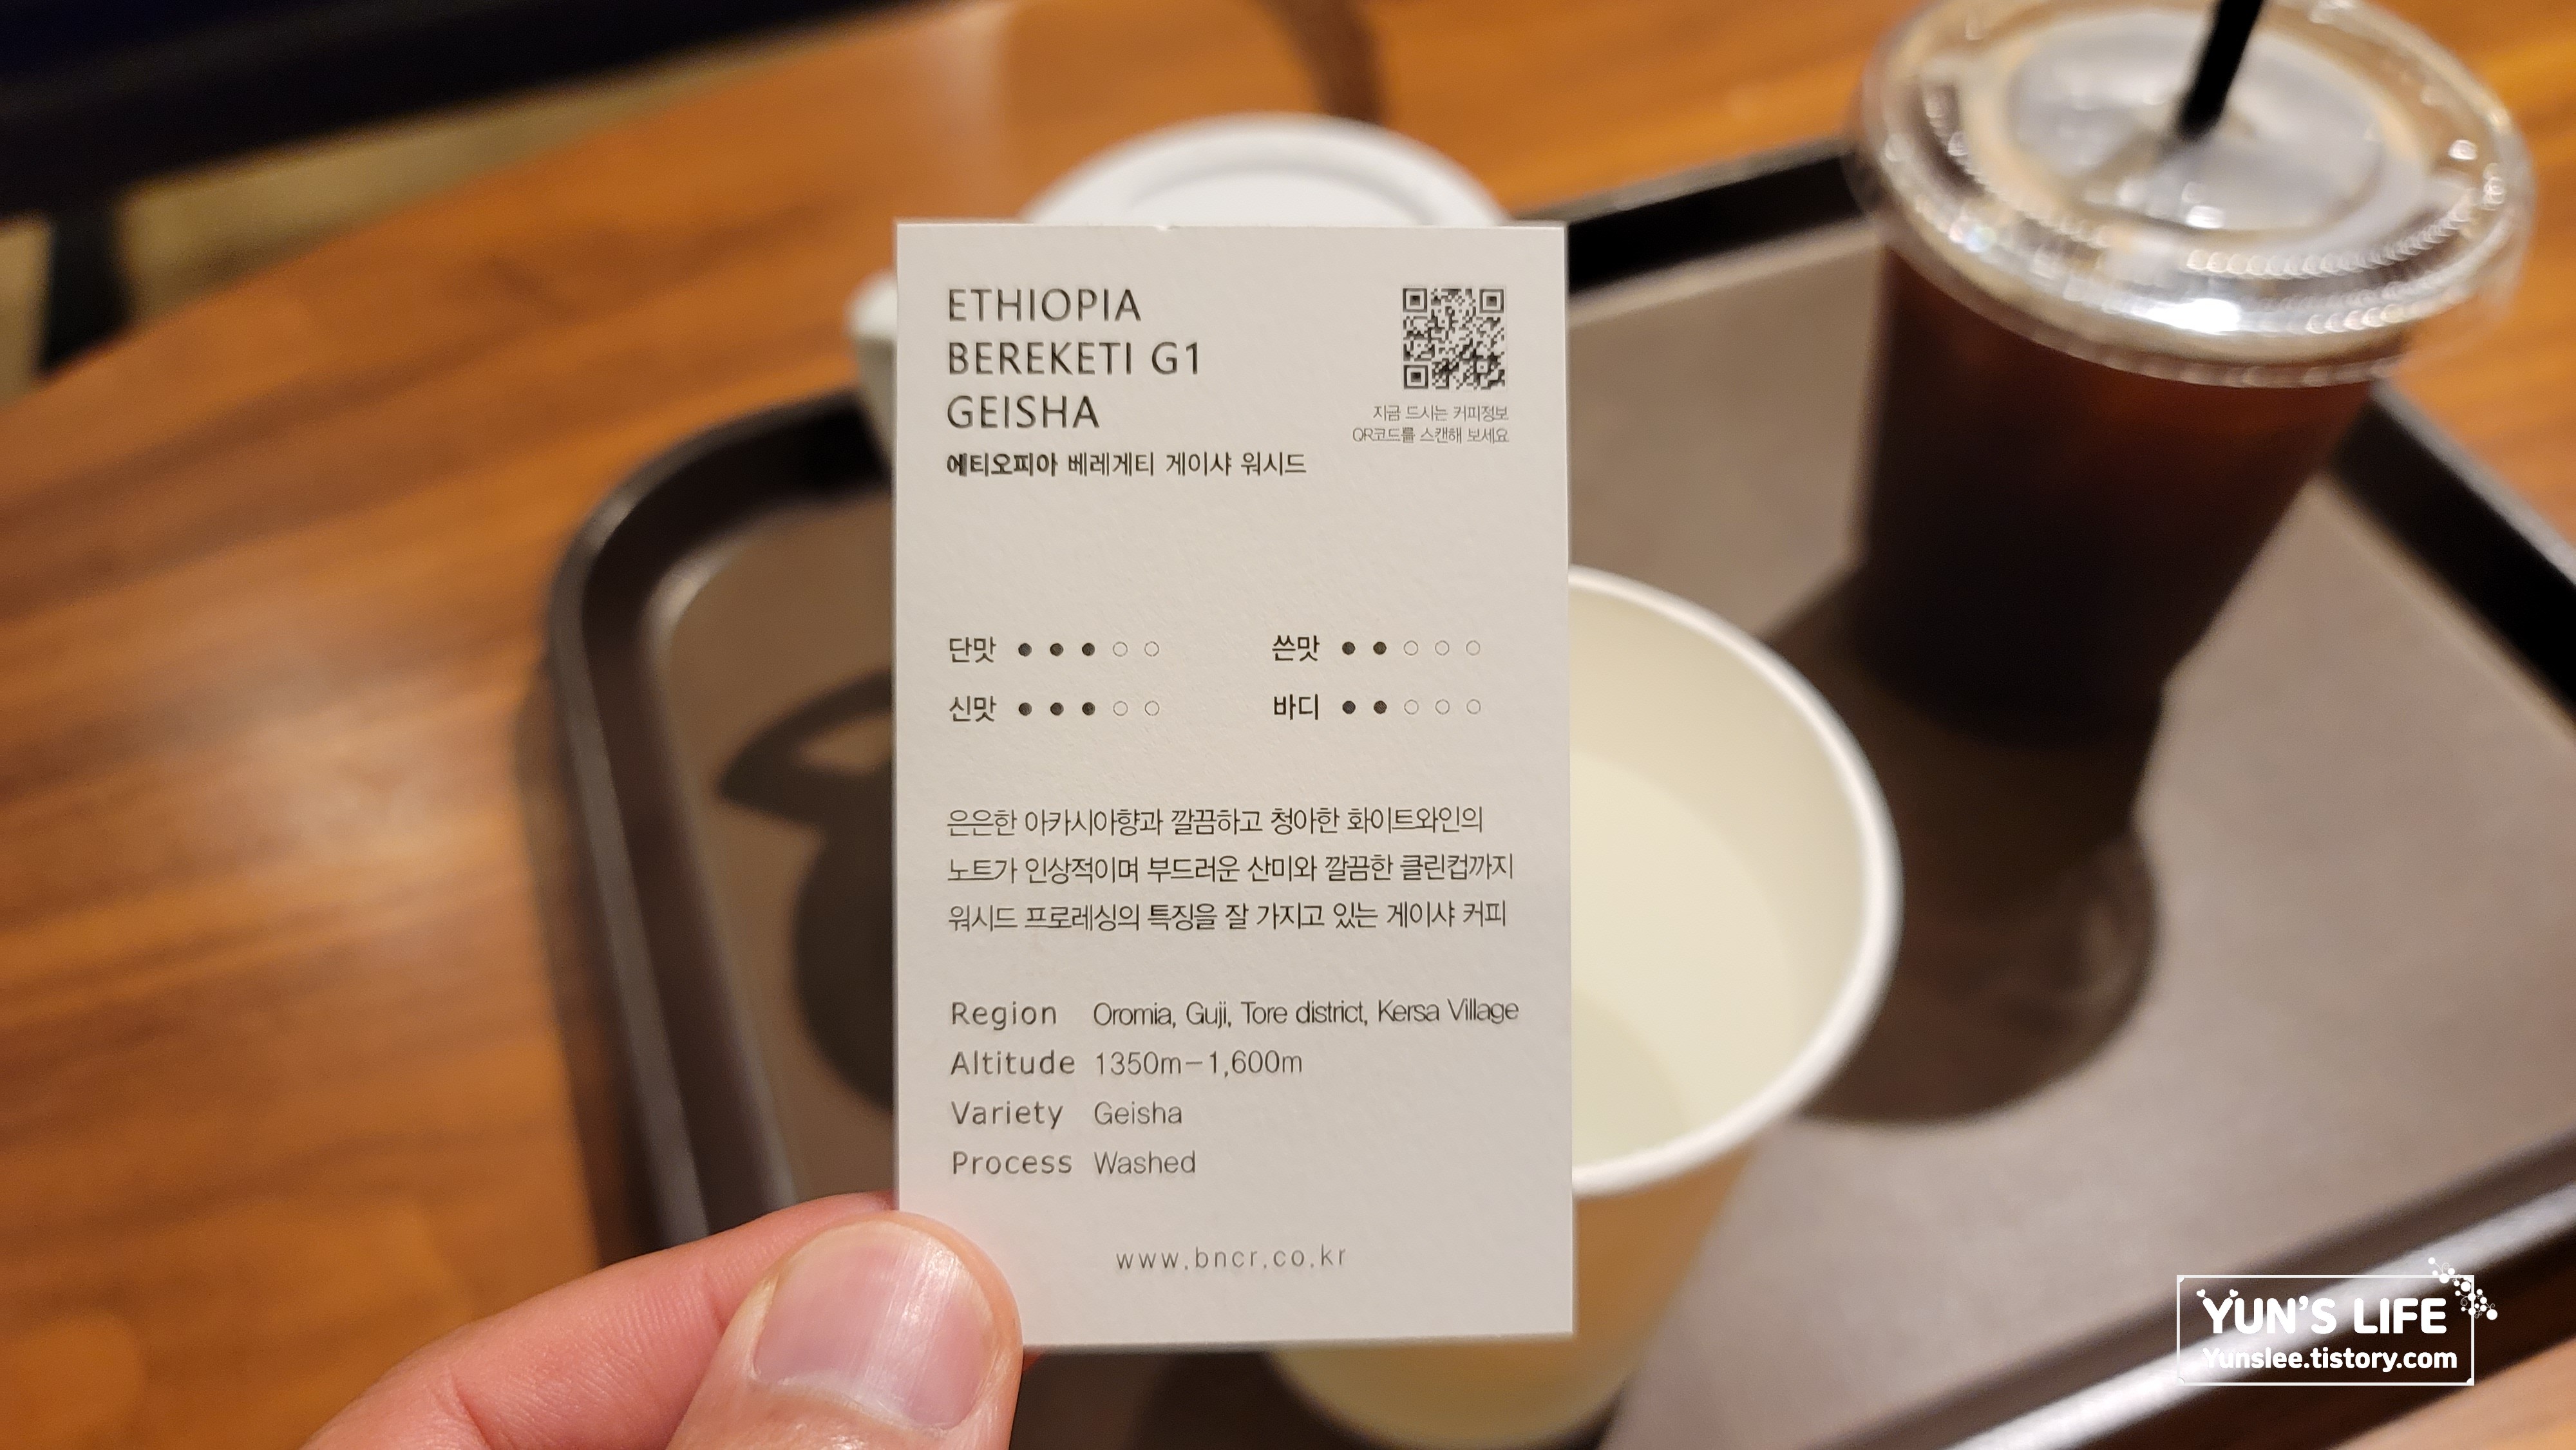 ETHIOPIA
BEREKETI G1
GEISHA
에티오피아 베레게티 게이샤 워시드
지금 드시는 커피정보
QR코드를 스캔해 보세요
단맛
쓴맛
신맛
바디
은은한 아카시아향과 깔끔하고 청아한 화이트와인의
노트가 인상적이며 부드러운 산미와 깔끔한 클린컵까지
워시드 프로레싱의 특징을 잘 가지고 있는 게이샤 커피
Region Oromia, Guji, Tore district, Kersa Village
Altitude 1350m-1,600m
Variety Geisha
Process Washed
www.bncr.co.kr
YUN'S LIFE
Yunslee.tistory.com